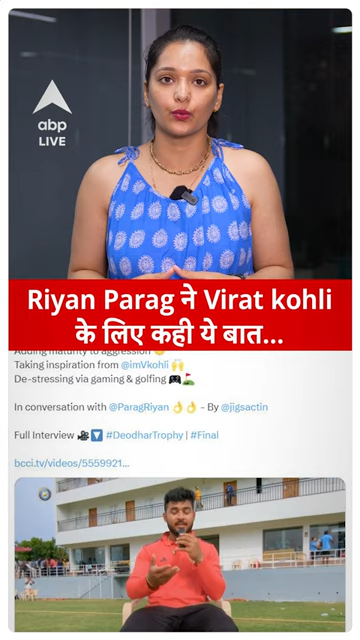 abp
LIVE
Riyan Parag ने Virat kohli
के लिए कही ये बात...
Adding maturity to aggression
Taking inspiration from @imVkohli 🙌
De-stressing via gaming & golfing 🎮⛳
In conversation with @ParagRiyan 👌👌 - By @jigsactin
Full Interview 🎥🔽 #DeodharTrophy | #Final
bcci.tv/videos/5559921...